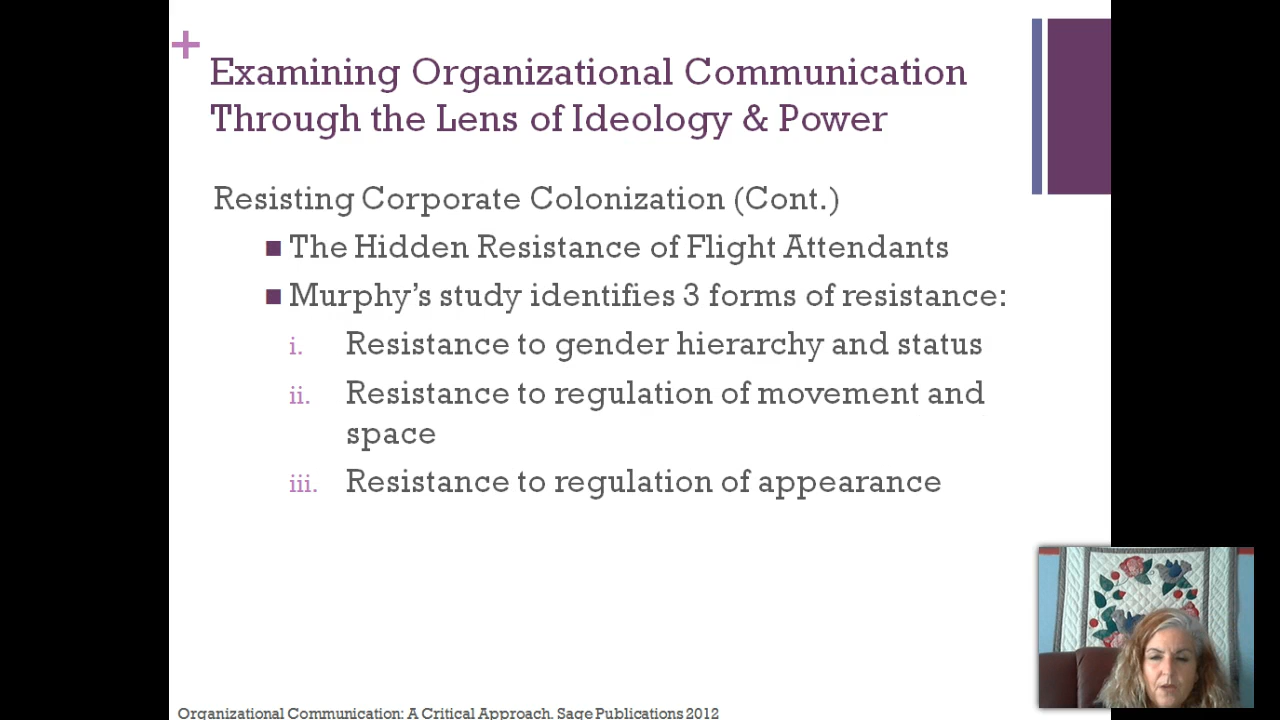 +
Examining Organizational Communication
Through the Lens of Ideology & Power
Resisting Corporate Colonization (Cont.)
■ The Hidden Resistance of Flight Attendants
■ Murphy’s study identifies 3 forms of resistance:
i. Resistance to gender hierarchy and status
ii. Resistance to regulation of movement and
space
iii. Resistance to regulation of appearance
Organizational Communication: A Critical Approach. Sage Publications 2012